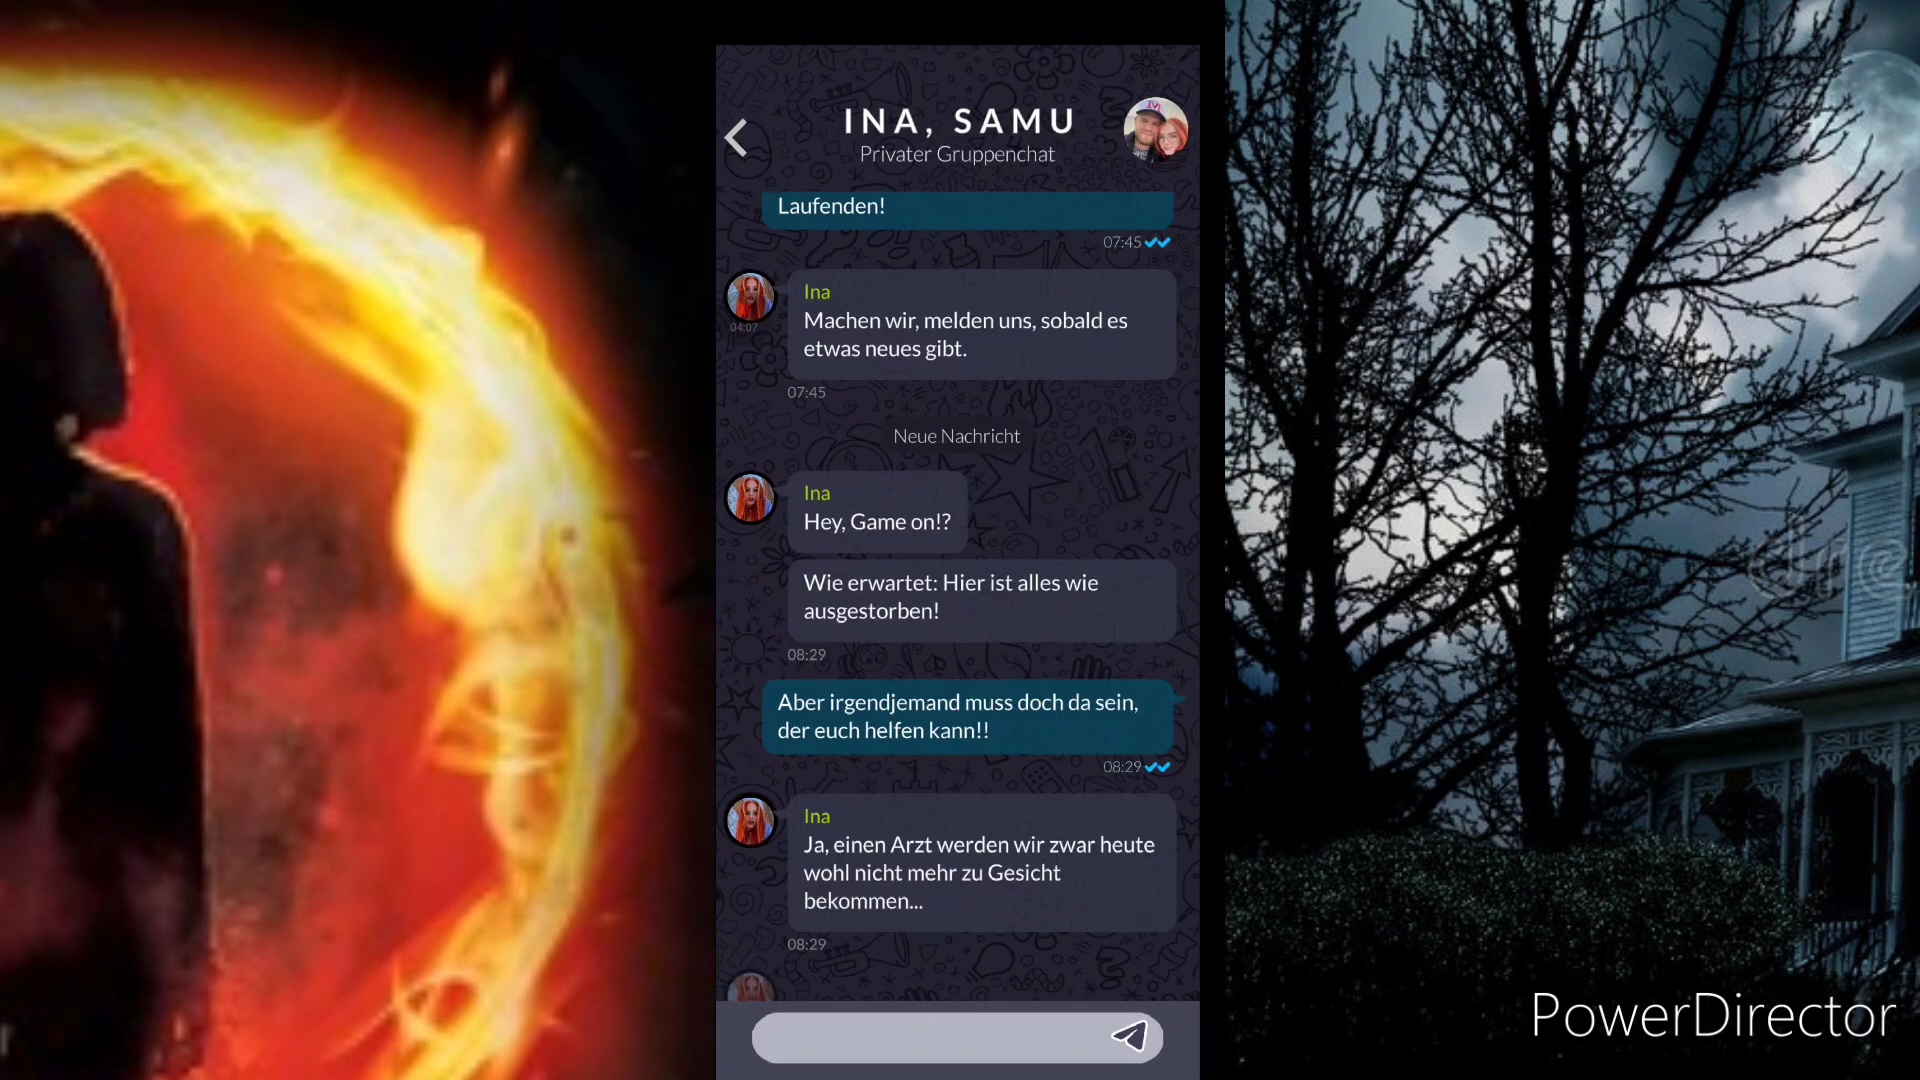 INA, SAMU
Privater Gruppenchat
Laufenden!
07:45
Ina
Machen wir, melden uns, sobald es
etwas neues gibt.
04:07
07:45
Neue Nachricht
Ina
Hey, Game on!?
Wie erwartet: Hier ist alles wie
ausgestorben!
08:29
Aber irgendjemand muss doch da sein,
der euch helfen kann!!
08:29
Ina
Ja, einen Arzt werden wir zwar heute
wohl nicht mehr zu Gesicht
bekommen...
08:29
PowerDirector